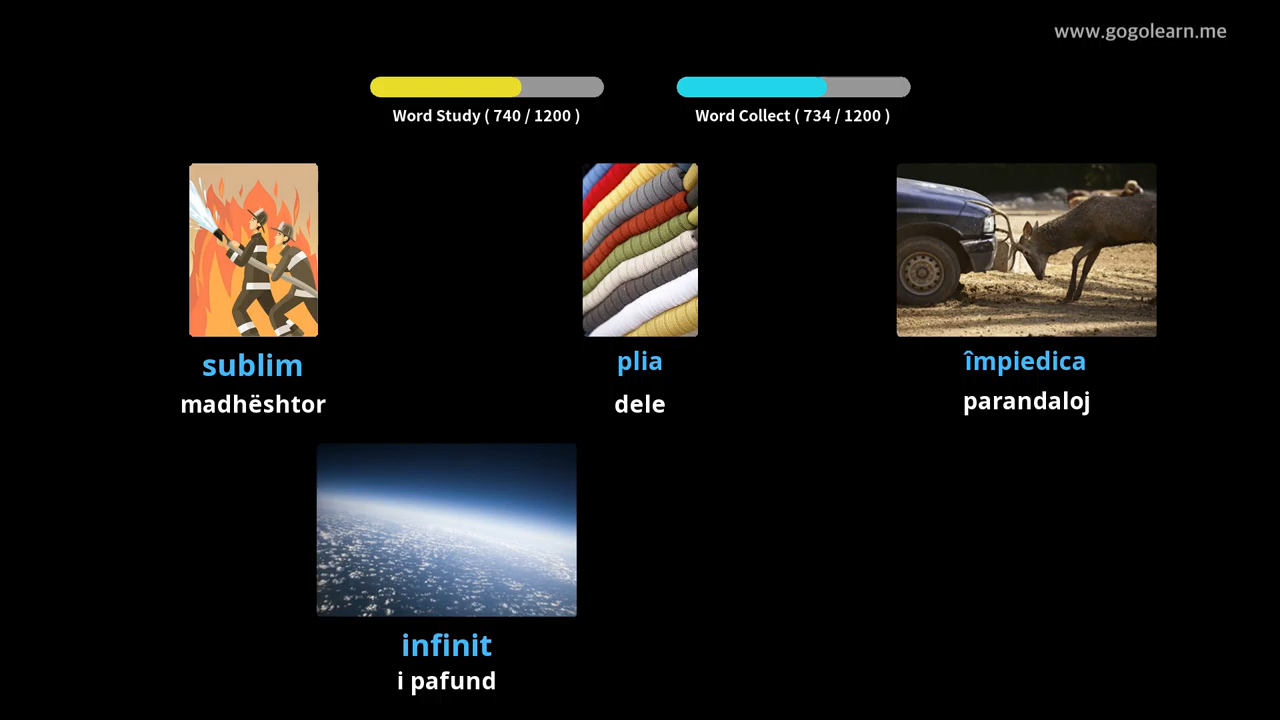 www.gogolearn.me
Word Study ( 740 / 1200 )
Word Collect ( 734 / 1200 )
sublim
madhështor
plia
dele
împiedica
parandaloj
infinit
i pafund